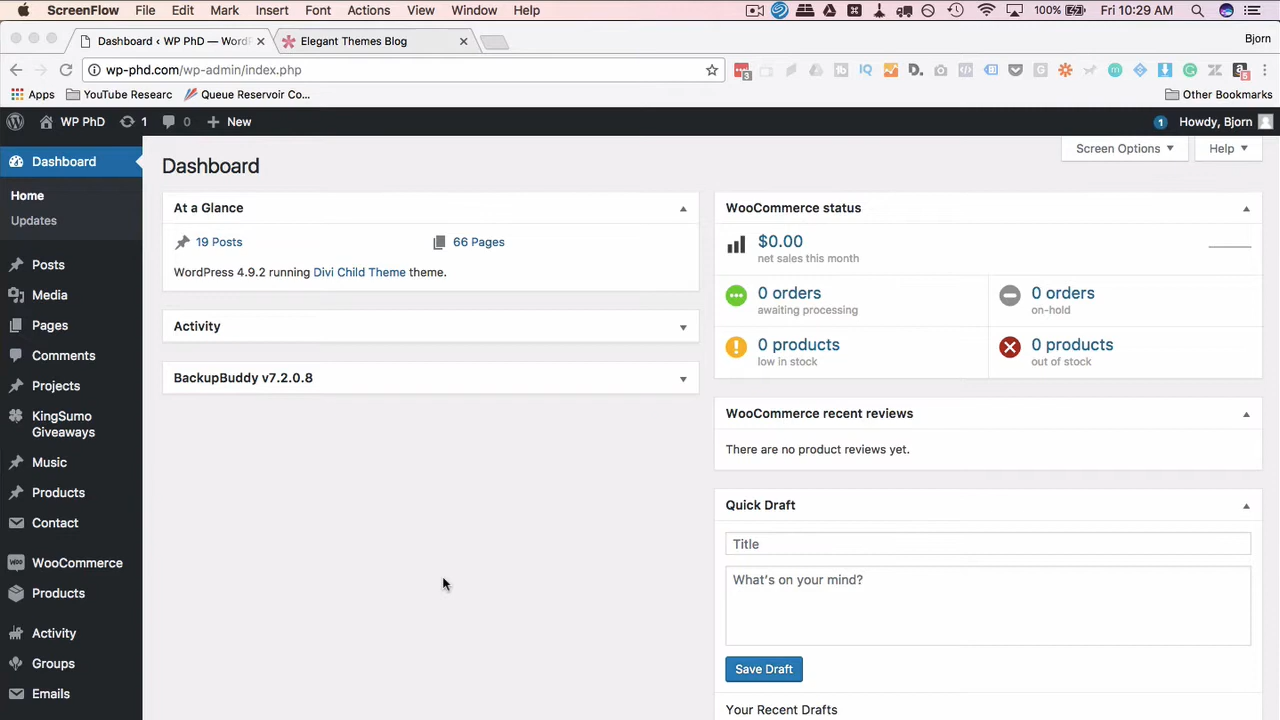 ScreenFlow File Edit Mark Insert Font Actions View Window Help 100% Fri 10:29 AM
Dashboard ‹ WP PhD — Word Elegant Themes Blog Bjorn
wp-phd.com/wp-admin/index.php
Apps YouTube Researc Queue Reservoir Co... Other Bookmarks
WP PhD 1 0 New 1 Howdy, Bjorn
Screen Options Help
Dashboard
Home
Updates
Posts
Media
Pages
Comments
Projects
KingSumo
Giveaways
Music
Products
Contact
WooCommerce
Products
Activity
Groups
Emails
Dashboard
At a Glance
19 Posts 66 Pages
WordPress 4.9.2 running Divi Child Theme theme.
Activity
BackupBuddy v7.2.0.8
WooCommerce status
$0.00
net sales this month
0 orders
awaiting processing
0 orders
on-hold
0 products
low in stock
0 products
out of stock
WooCommerce recent reviews
There are no product reviews yet.
Quick Draft
Title
What's on your mind?
Save Draft
Your Recent Drafts